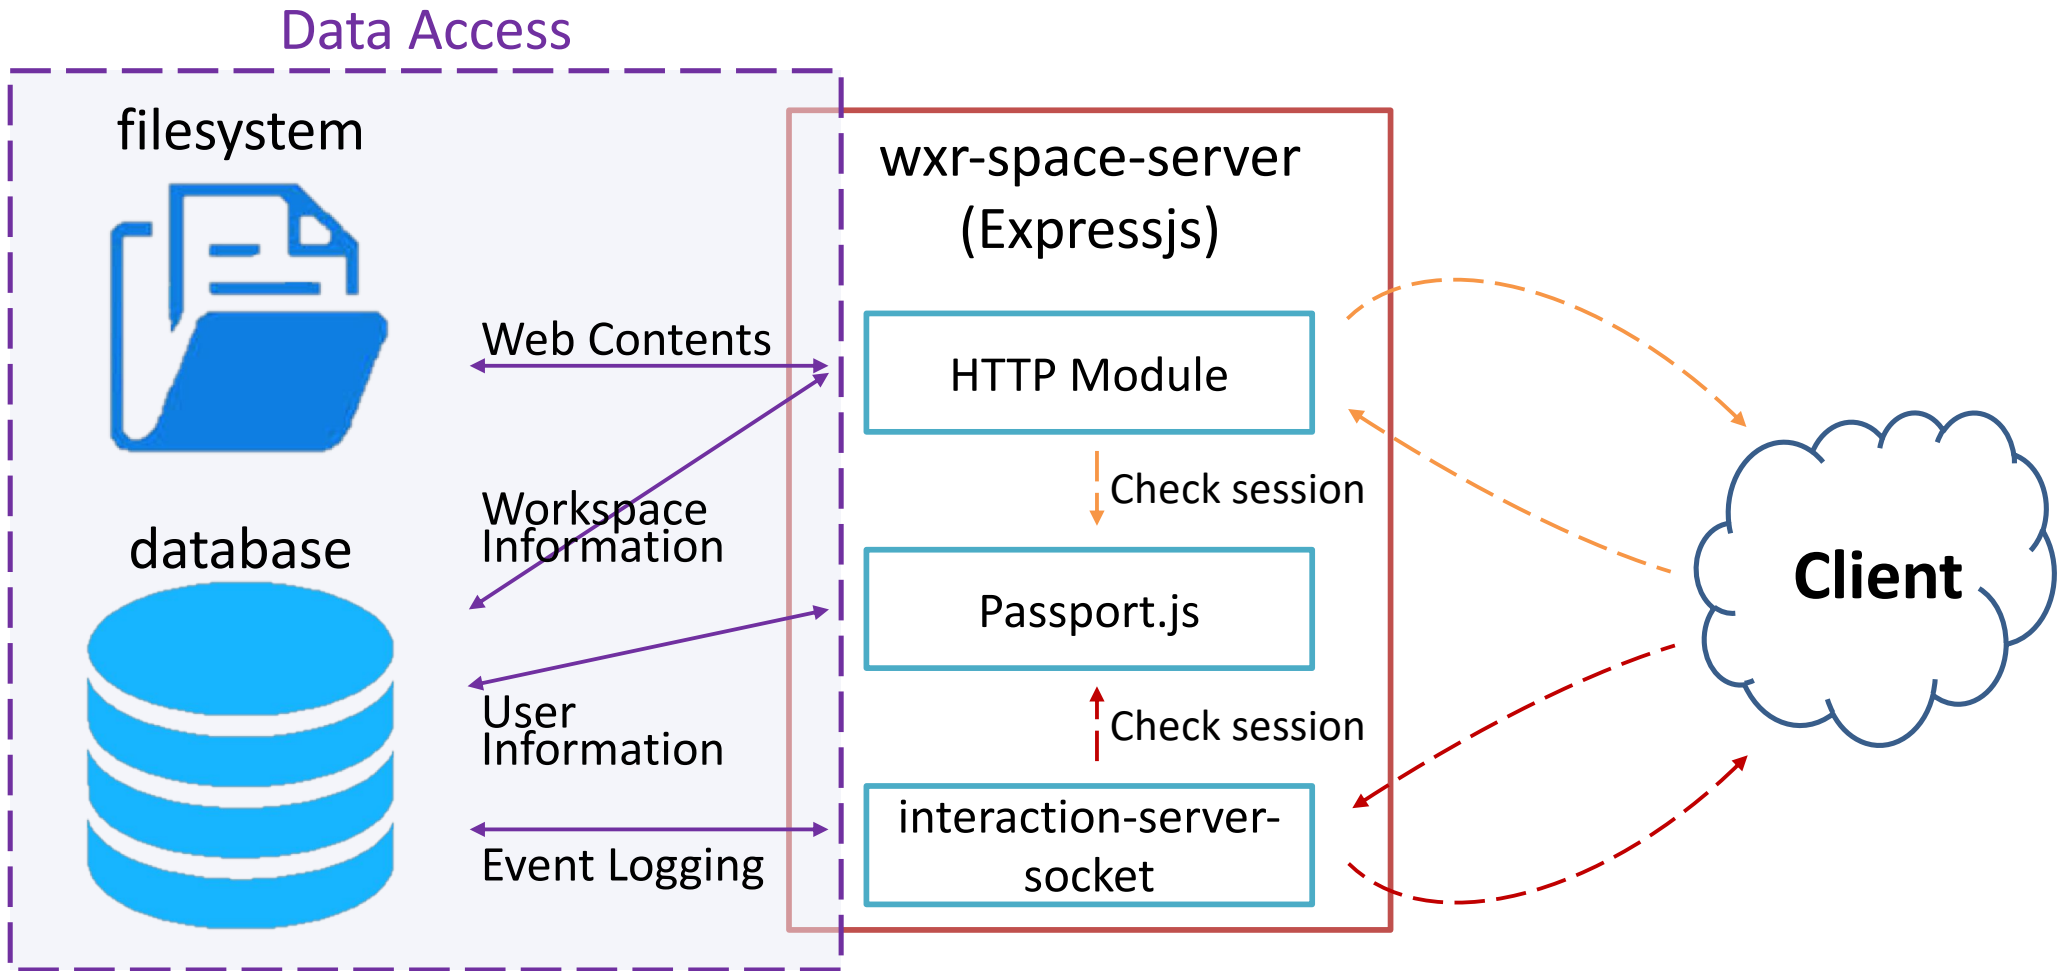 Data Access
filesystem
wxr-space-server
(Expressjs)
Web Contents
HTTP Module
Check session
Workspace
Information
database
Passport.js
Client
User
Information
Check session
interaction-server-
socket
Event Logging